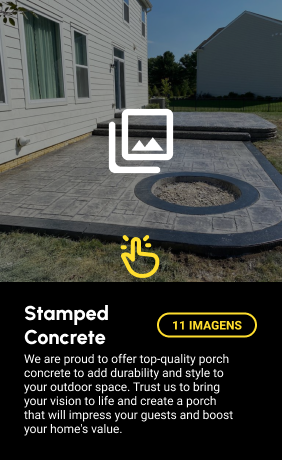 Stamped
Concrete
11 IMAGENS
We are proud to offer top-quality porch
concrete to add durability and style to
your outdoor space. Trust us to bring
your vision to life and create a porch
that will impress your guests and boost
your home's value.